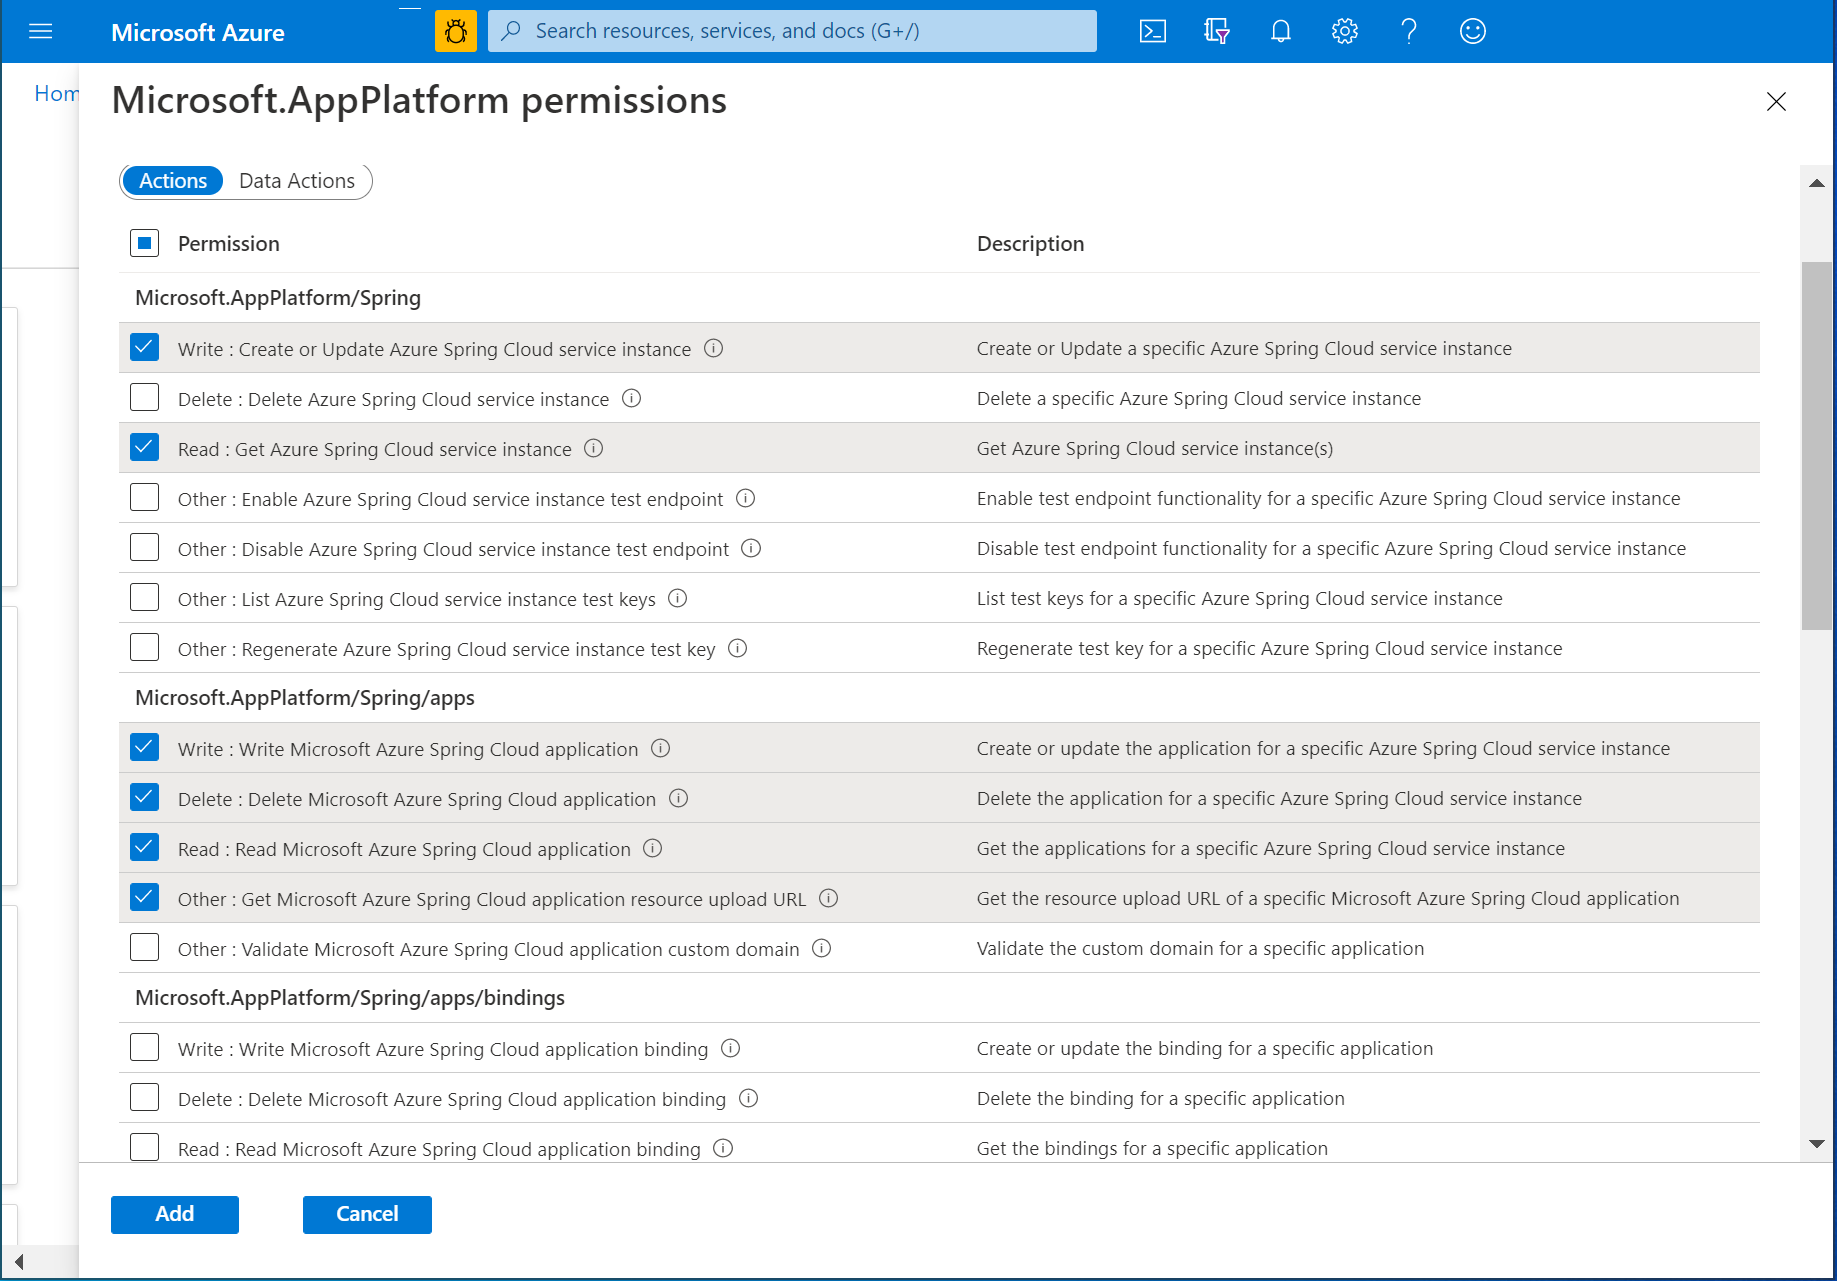 Microsoft Azure
Search resources, services, and docs (G+/)
Hom
Microsoft.AppPlatform permissions
Actions Data Actions
Permission Description
Microsoft.AppPlatform/Spring
Write : Create or Update Azure Spring Cloud service instance Create or Update a specific Azure Spring Cloud service instance
Delete : Delete Azure Spring Cloud service instance Delete a specific Azure Spring Cloud service instance
Read : Get Azure Spring Cloud service instance Get Azure Spring Cloud service instance(s)
Other : Enable Azure Spring Cloud service instance test endpoint Enable test endpoint functionality for a specific Azure Spring Cloud service instance
Other : Disable Azure Spring Cloud service instance test endpoint Disable test endpoint functionality for a specific Azure Spring Cloud service instance
Other : List Azure Spring Cloud service instance test keys List test keys for a specific Azure Spring Cloud service instance
Other : Regenerate Azure Spring Cloud service instance test key Regenerate test key for a specific Azure Spring Cloud service instance
Microsoft.AppPlatform/Spring/apps
Write : Write Microsoft Azure Spring Cloud application Create or update the application for a specific Azure Spring Cloud service instance
Delete : Delete Microsoft Azure Spring Cloud application Delete the application for a specific Azure Spring Cloud service instance
Read : Read Microsoft Azure Spring Cloud application Get the applications for a specific Azure Spring Cloud service instance
Other : Get Microsoft Azure Spring Cloud application resource upload URL Get the resource upload URL of a specific Microsoft Azure Spring Cloud application
Other : Validate Microsoft Azure Spring Cloud application custom domain Validate the custom domain for a specific application
Microsoft.AppPlatform/Spring/apps/bindings
Write : Write Microsoft Azure Spring Cloud application binding Create or update the binding for a specific application
Delete : Delete Microsoft Azure Spring Cloud application binding Delete the binding for a specific application
Read : Read Microsoft Azure Spring Cloud application binding Get the bindings for a specific application
Add Cancel